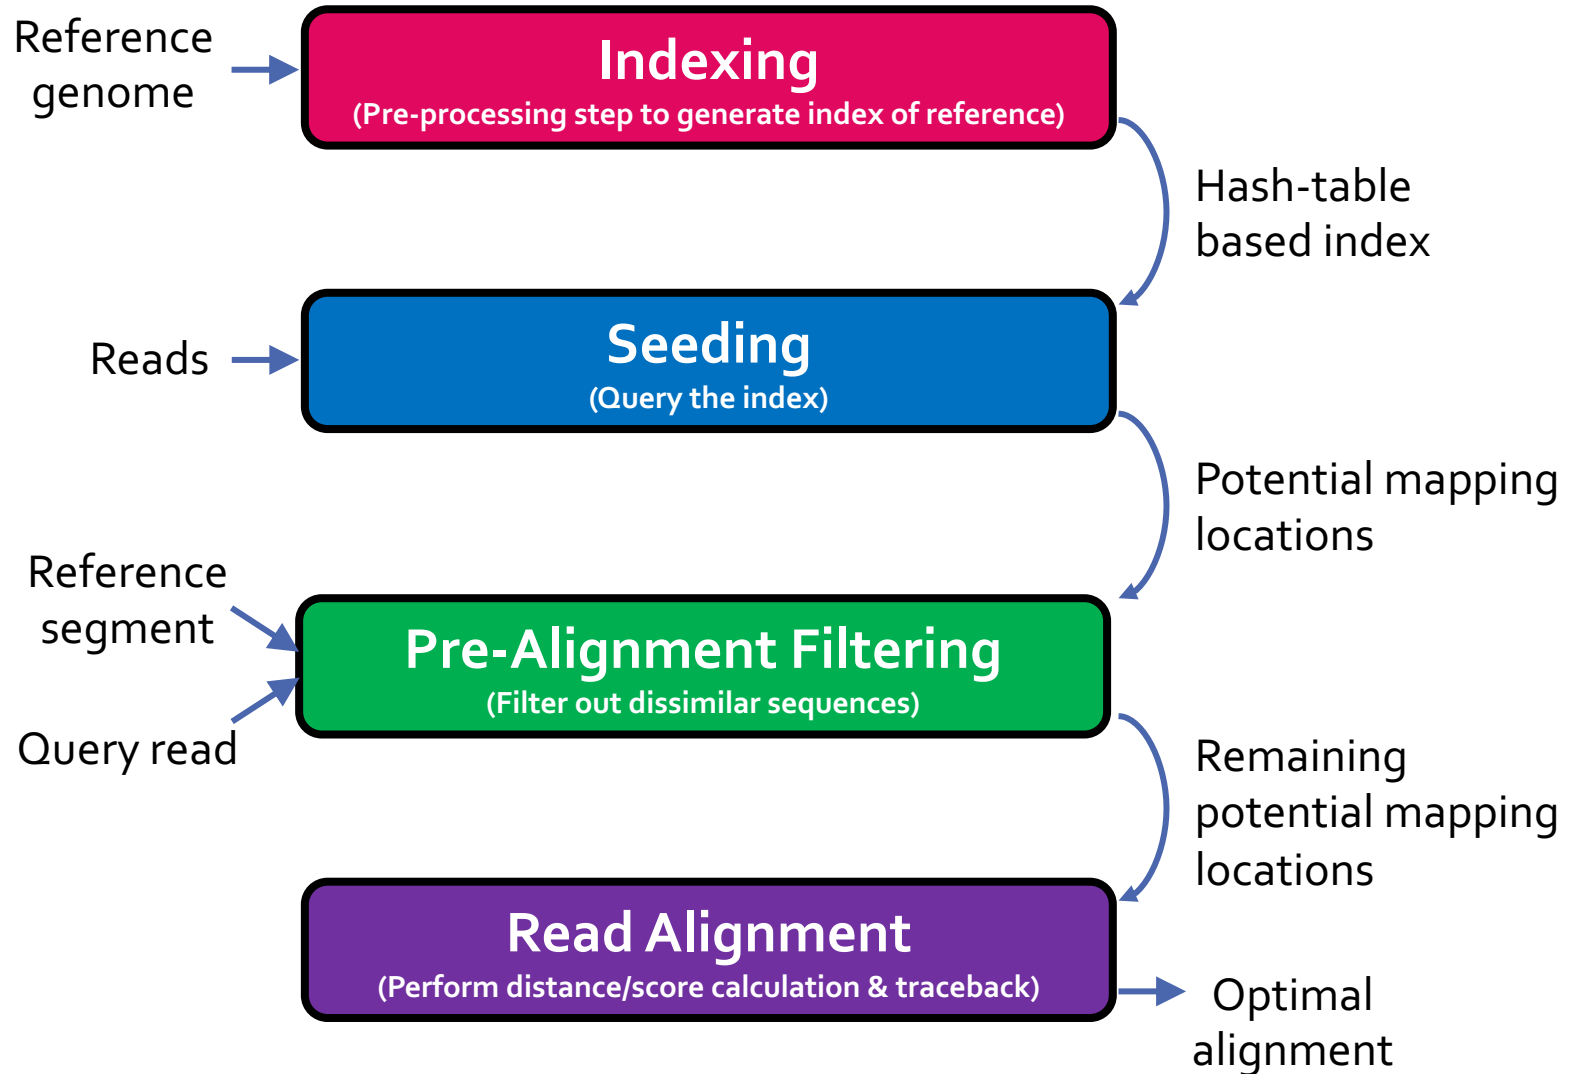 Reference
genome
Indexing
(Pre-processing step to generate index of reference)
Hash-table
based index
Reads
Seeding
(Query the index)
Potential mapping
locations
Reference
segment
Query read
Pre-Alignment Filtering
(Filter out dissimilar sequences)
Remaining
potential mapping
locations
Read Alignment
(Perform distance/score calculation & traceback)
Optimal
alignment